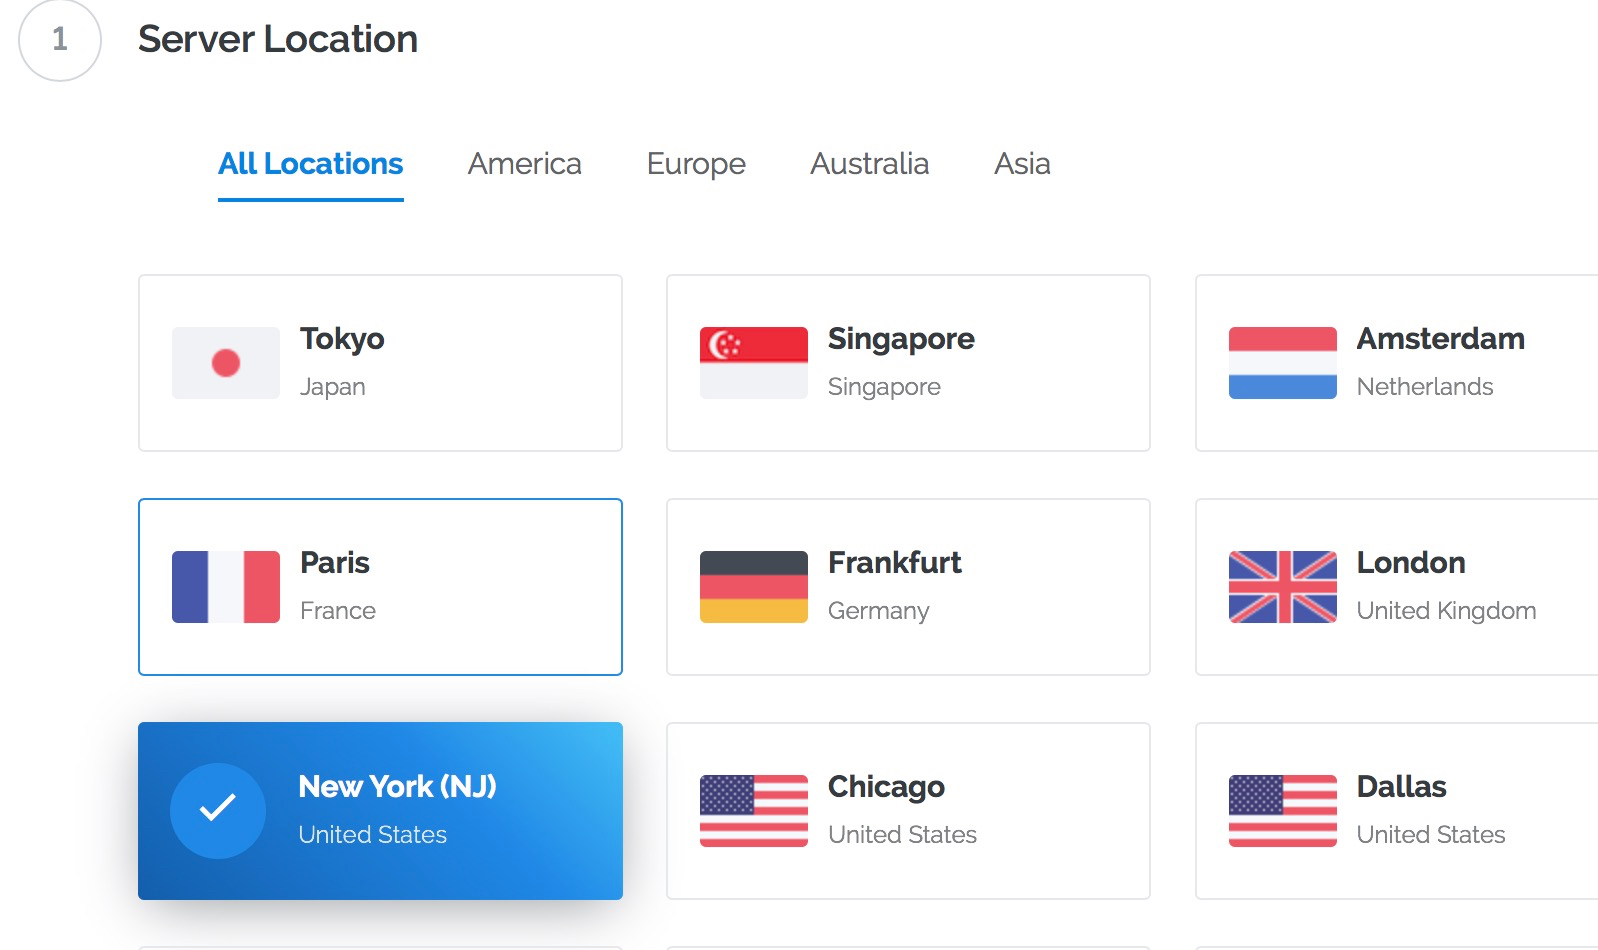 1
Server Location
All Locations
America
Europe
Australia
Asia
Tokyo
Japan
Singapore
Singapore
Amsterdam
Netherlands
Paris
France
Frankfurt
Germany
London
United Kingdom
New York (NJ)
United States
Chicago
United States
Dallas
United States